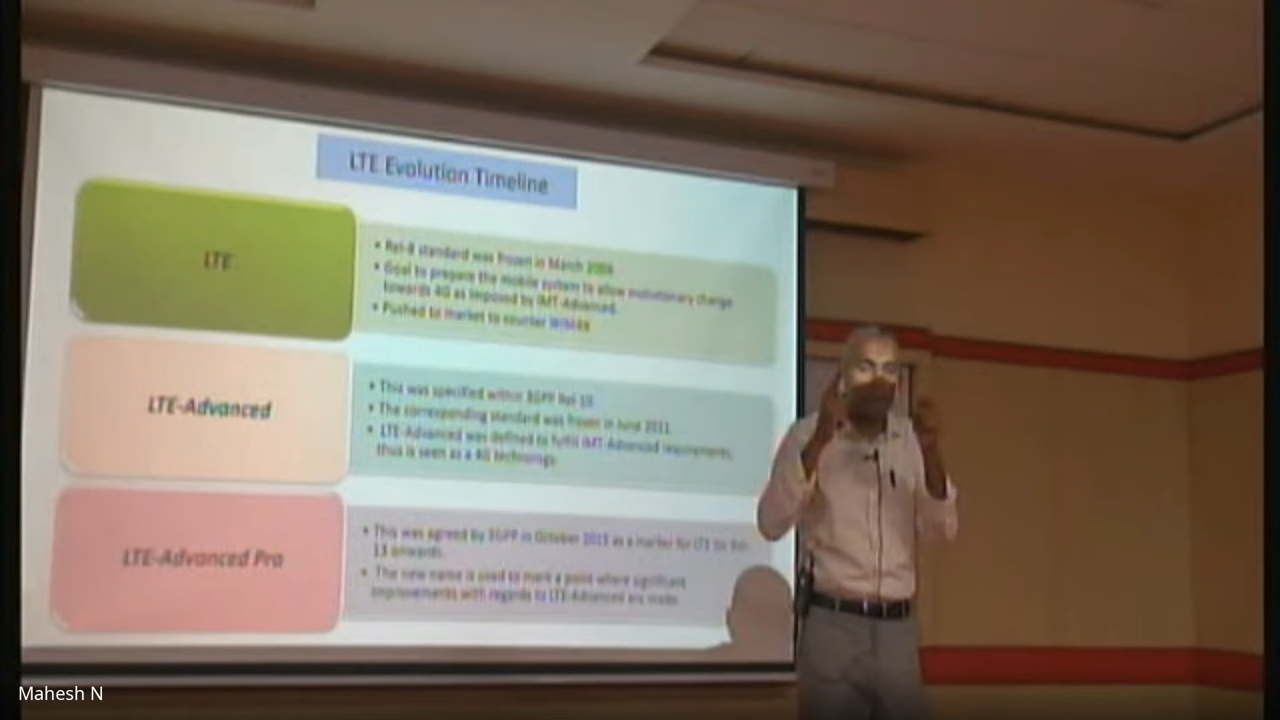 LTE Evolution Timeline
LTE
• Rel-8 standard was frozen in March
• Goal to prepare the mobile system to allow evolutionary change
towards 4G as imposed by IMT-Advanced.
• Pushed to market to counter WiMAX
LTE-Advanced
• This was specified within 3GPP Rel-10.
• The corresponding standard was frozen in June 2011.
• LTE-Advanced was defined to fulfil IMT-Advanced requirements,
thus is seen as a 4G technology.
LTE-Advanced Pro
• This was agreed by 3GPP in October 2015 as a marker for LTE for Rel-
13 onwards.
• The new name is used to mark a point where significant
improvements with regards to LTE-Advanced are made.
Mahesh N